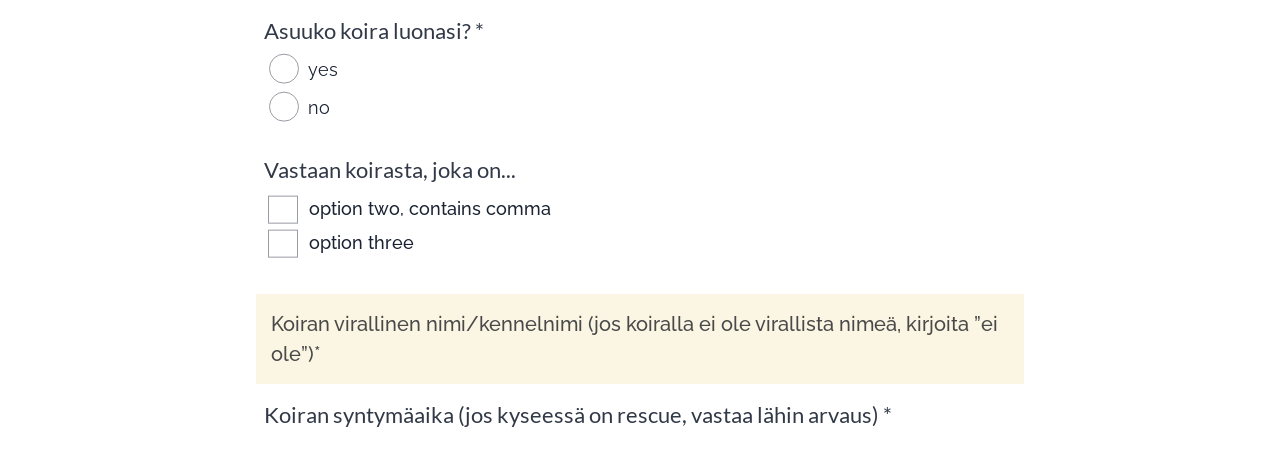 Asuuko koira luonasi? *
yes
no
Vastaan koirasta, joka on...
option two, contains comma
option three
Koiran virallinen nimi/kennelnimi (jos koiralla ei ole virallista nimeä, kirjoita ”ei
ole”)*
Koiran syntymäaika (jos kyseessä on rescue, vastaa lähin arvaus) *